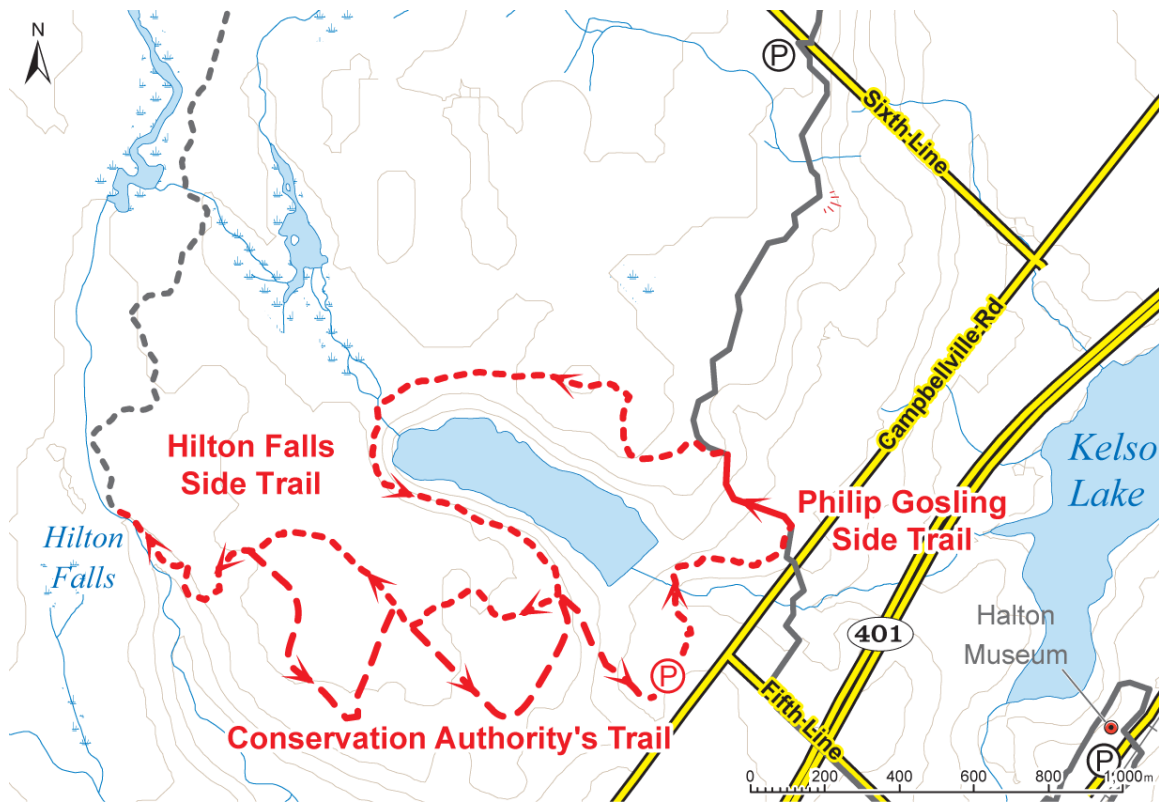 N
P
Sixth Line
Campbellville Rd
Kelso
Lake
Hilton Falls
Side Trail
Philip Gosling
Side Trail
Hilton
Falls
401
Halton
Museum
P
Fifth Line
Conservation Authority's Trail
P
0 200 400 600 800 1,000m